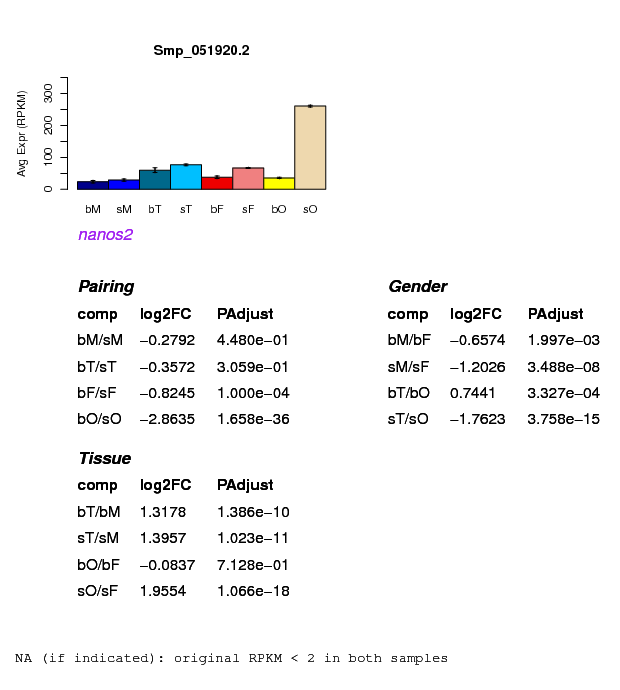 Smp_051920.2
Avg Expr (RPKM)
300
200
100
0
bM sM bT sT bF sF bO sO
nanos2
Pairing
comp log2FC PAdjust
bM/sM −0.2792 4.480e−01
bT/sT −0.3572 3.059e−01
bF/sF −0.8245 1.000e−04
bO/sO −2.8635 1.658e−36
Gender
comp log2FC PAdjust
bM/bF −0.6574 1.997e−03
sM/sF −1.2026 3.488e−08
bT/bO 0.7441 3.327e−04
sT/sO −1.7623 3.758e−15
Tissue
comp log2FC PAdjust
bT/bM 1.3178 1.386e−10
sT/sM 1.3957 1.023e−11
bO/bF −0.0837 7.128e−01
sO/sF 1.9554 1.066e−18
NA (if indicated): original RPKM < 2 in both samples